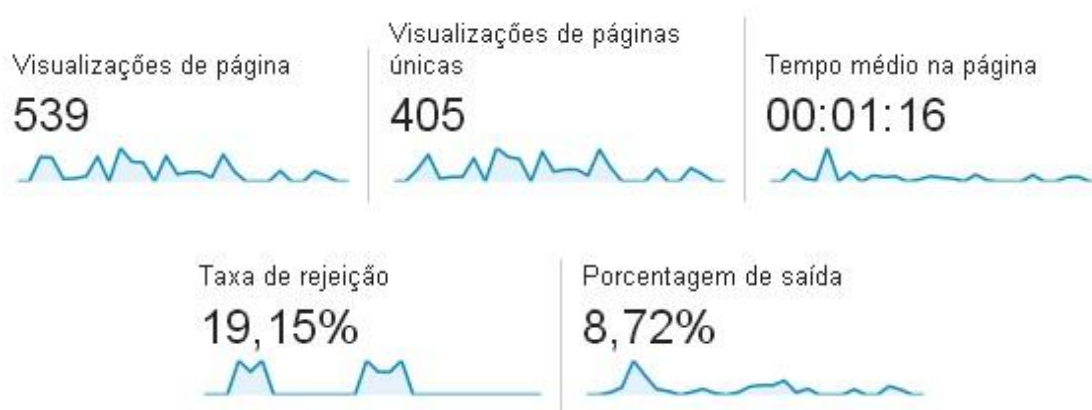 Visualizações de página
539
Visualizações de páginas
únicas
405
Tempo médio na página
00:01:16
Taxa de rejeição
19,15%
Porcentagem de saída
8,72%